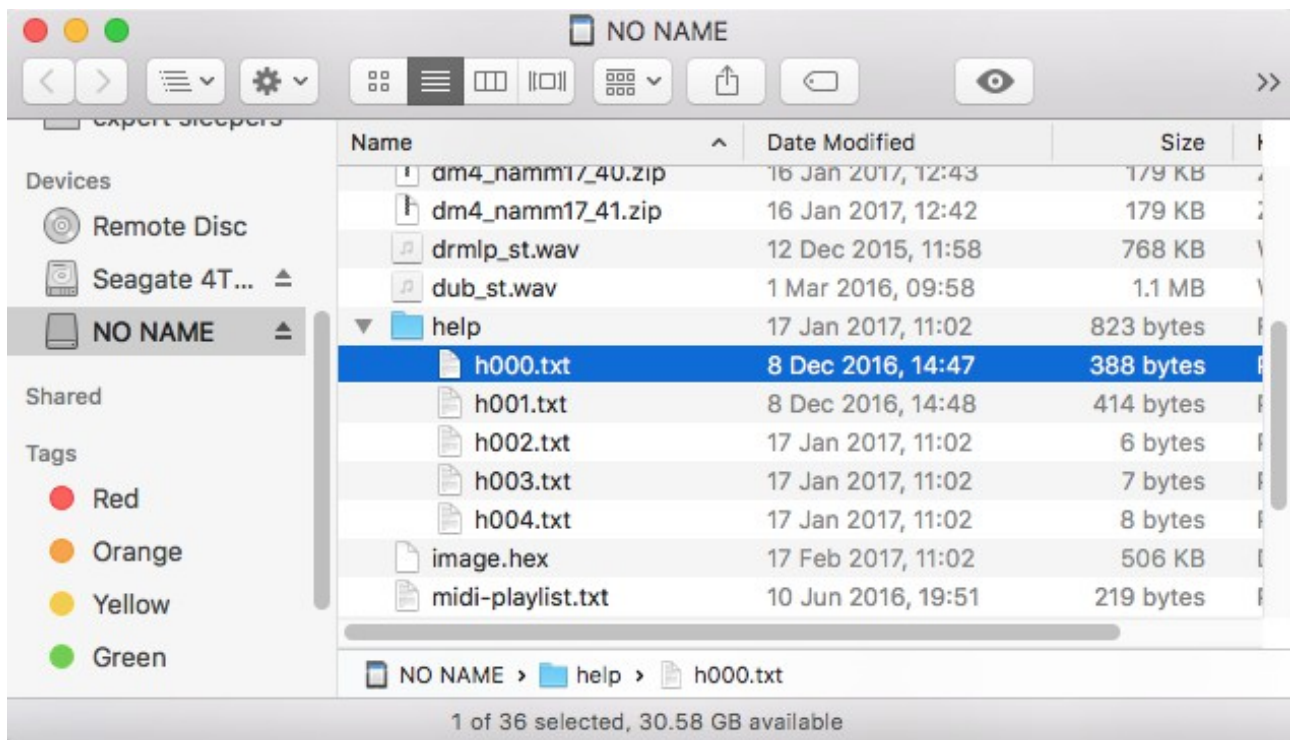 NO NAME
expert sleepers
Devices
Remote Disc
Seagate 4T...
NO NAME
Shared
Tags
Red
Orange
Yellow
Green
Name Date Modified Size
dm4_namm17_40.zip 16 Jan 2017, 12:43 179 KB
dm4_namm17_41.zip 16 Jan 2017, 12:42 179 KB
drmlp_st.wav 12 Dec 2015, 11:58 768 KB
dub_st.wav 1 Mar 2016, 09:58 1.1 MB
help 17 Jan 2017, 11:02 823 bytes
h000.txt 8 Dec 2016, 14:47 388 bytes
h001.txt 8 Dec 2016, 14:48 414 bytes
h002.txt 17 Jan 2017, 11:02 6 bytes
h003.txt 17 Jan 2017, 11:02 7 bytes
h004.txt 17 Jan 2017, 11:02 8 bytes
image.hex 17 Feb 2017, 11:02 506 KB
midi-playlist.txt 10 Jun 2016, 19:51 219 bytes
NO NAME › help › h000.txt
1 of 36 selected, 30.58 GB available